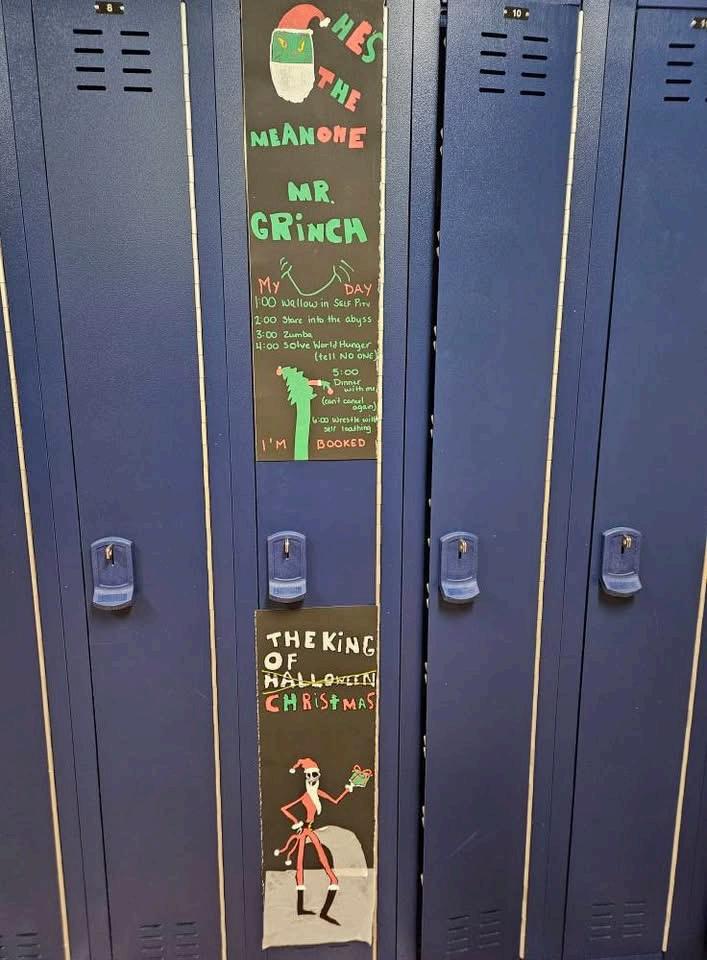 8
10
HE'S
THE
MEANONE
MR.
GRiNCH
MY DAY
1:00 Wallow in SELF PITY
2:00 Stare into the abyss
3:00 Zumba
4:00 Solve World Hunger
(tell NO ONE)
5:00
Dinner
with me
(can't cancel
again)
6:00 Wrestle with
self loathing
I'M BOOKED
THE KiNG
OF
HALLOWEEN
CHRiStMAS